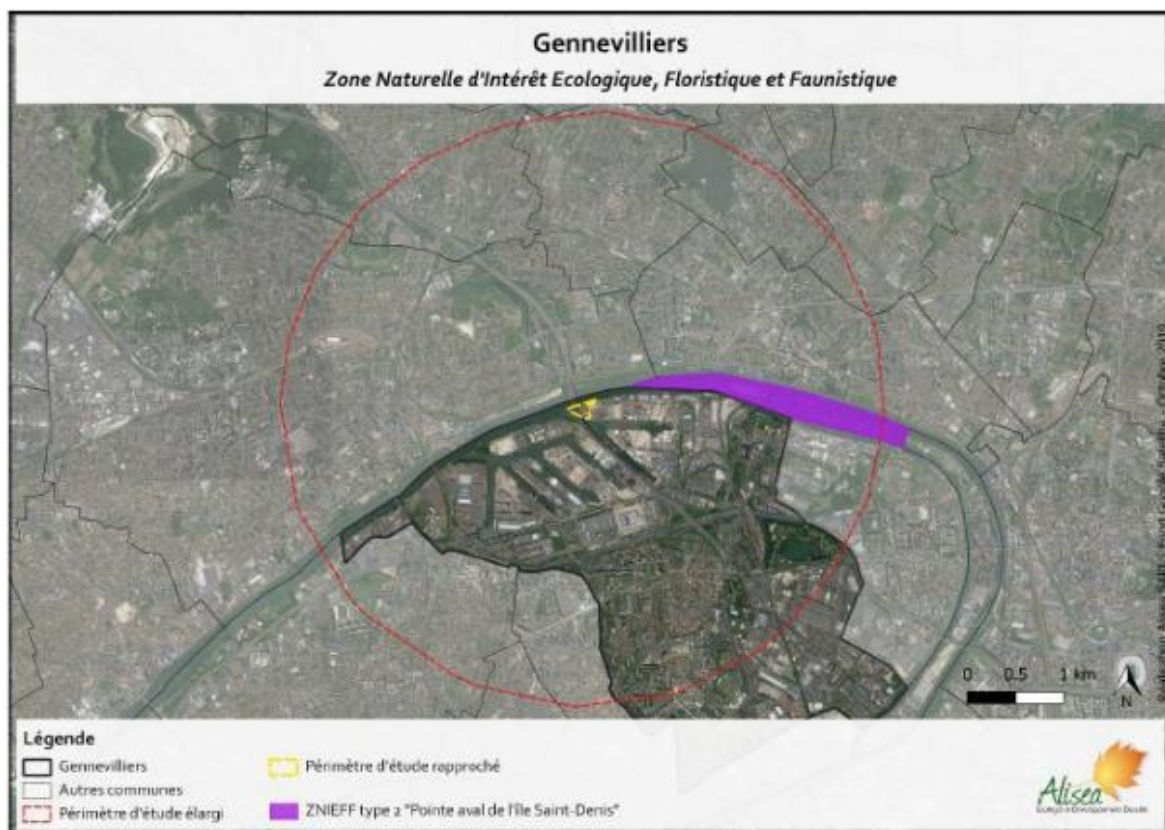 Gennevilliers
Zone Naturelle d'Intérêt Ecologique, Floristique et Faunistique
0 0.5 1 km
N
Légende
Gennevilliers
Autres communes
Périmètre d'étude élargi
Périmètre d'étude rapproché
ZNIEFF type 2 "Pointe aval de l'île Saint-Denis"
Alisea